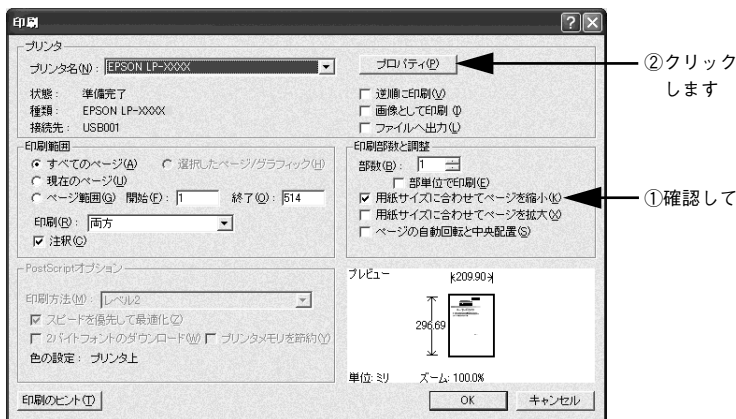 印刷
プリンタ
プリンタ名(N): EPSON LP-XXXX
プロパティ(P)
②クリック
します
状態: 準備完了
種類: EPSON LP-XXXX
接続先: USB001
逆順に印刷(V)
画像として印刷(I)
ファイルへ出力(L)
印刷範囲
すべてのページ(A)
選択したページ/グラフィック(H)
現在のページ(U)
ページ範囲(G) 開始(F): 1 終了(O): 514
印刷(R): 両方
注釈(C)
印刷部数と調整
部数(B): 1
部単位で印刷(E)
用紙サイズに合わせてページを縮小(K)
①確認して
用紙サイズに合わせてページを拡大(X)
ページの自動回転と中央配置(S)
PostScriptオプション
印刷方法(M): レベル2
スピードを優先して最適化(Z)
2バイトフォントのダウンロード(W) プリンタメモリを節約(Y)
色の設定: プリンタ上
プレビュー
209.90
296.69
単位: ミリ ズーム: 100.0%
印刷のヒント(T)
OK
キャンセル